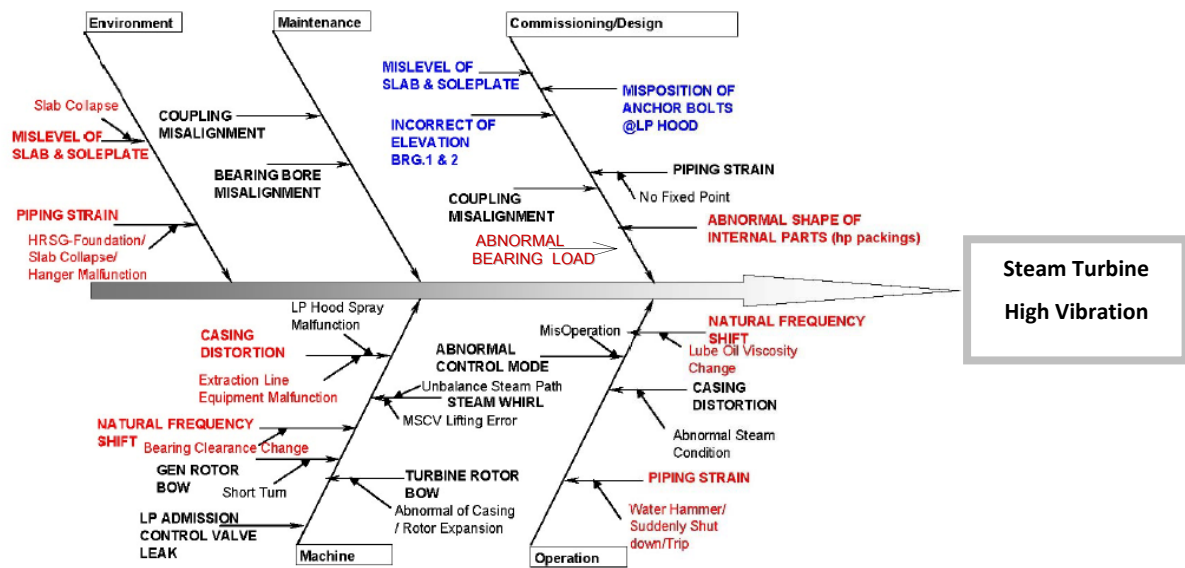 Environment
Maintenance
Commissioning/Design
Slab Collapse
MISLEVEL OF
SLAB & SOLEPLATE
PIPING STRAIN
HRSG-Foundation/
Slab Collapse/
Hanger Malfunction
COUPLING
MISALIGNMENT
BEARING BORE
MISALIGNMENT
MISLEVEL OF
SLAB & SOLEPLATE
MISPOSITION OF
ANCHOR BOLTS
@LP HOOD
INCORRECT OF
ELEVATION
BRG.1 & 2
PIPING STRAIN
No Fixed Point
COUPLING
MISALIGNMENT
ABNORMAL SHAPE OF
INTERNAL PARTS (hp packings)
ABNORMAL
BEARING LOAD
Steam Turbine
High Vibration
LP Hood Spray
Malfunction
CASING
DISTORTION
Extraction Line
Equipment Malfunction
Unbalance Steam Path
STEAM WHIRL
MSCV Lifting Error
NATURAL FREQUENCY
SHIFT
Bearing Clearance Change
GEN ROTOR
BOW
Short Turn
TURBINE ROTOR
BOW
Abnormal of Casing
/ Rotor Expansion
LP ADMISSION
CONTROL VALVE
LEAK
Machine
MisOperation
ABNORMAL
CONTROL MODE
NATURAL FREQUENCY
SHIFT
Lube Oil Viscosity
Change
CASING
DISTORTION
Abnormal Steam
Condition
PIPING STRAIN
Water Hammer/
Suddenly Shut
down/Trip
Operation